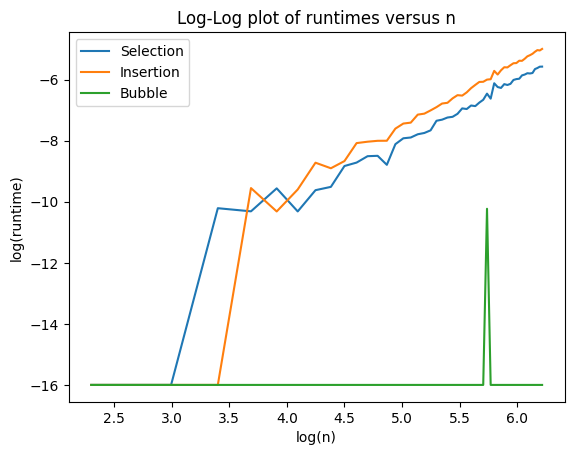 Log-Log plot of runtimes versus n
Selection
Insertion
Bubble
log(runtime)
−6
−8
−10
−12
−14
−16
2.5 3.0 3.5 4.0 4.5 5.0 5.5 6.0
log(n)